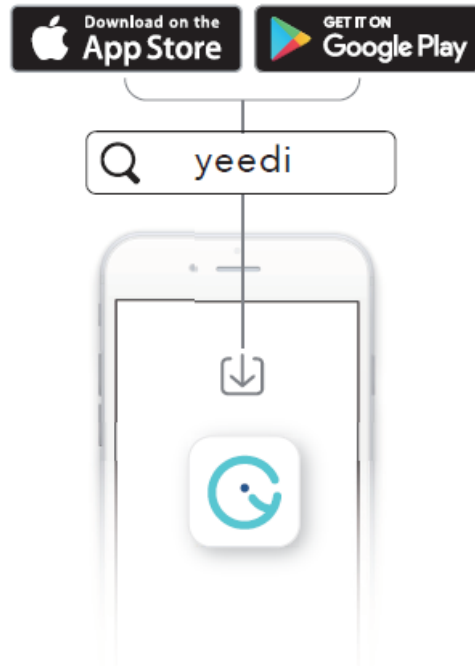 Download on the
App Store
GET IT ON
Google Play
yeedi